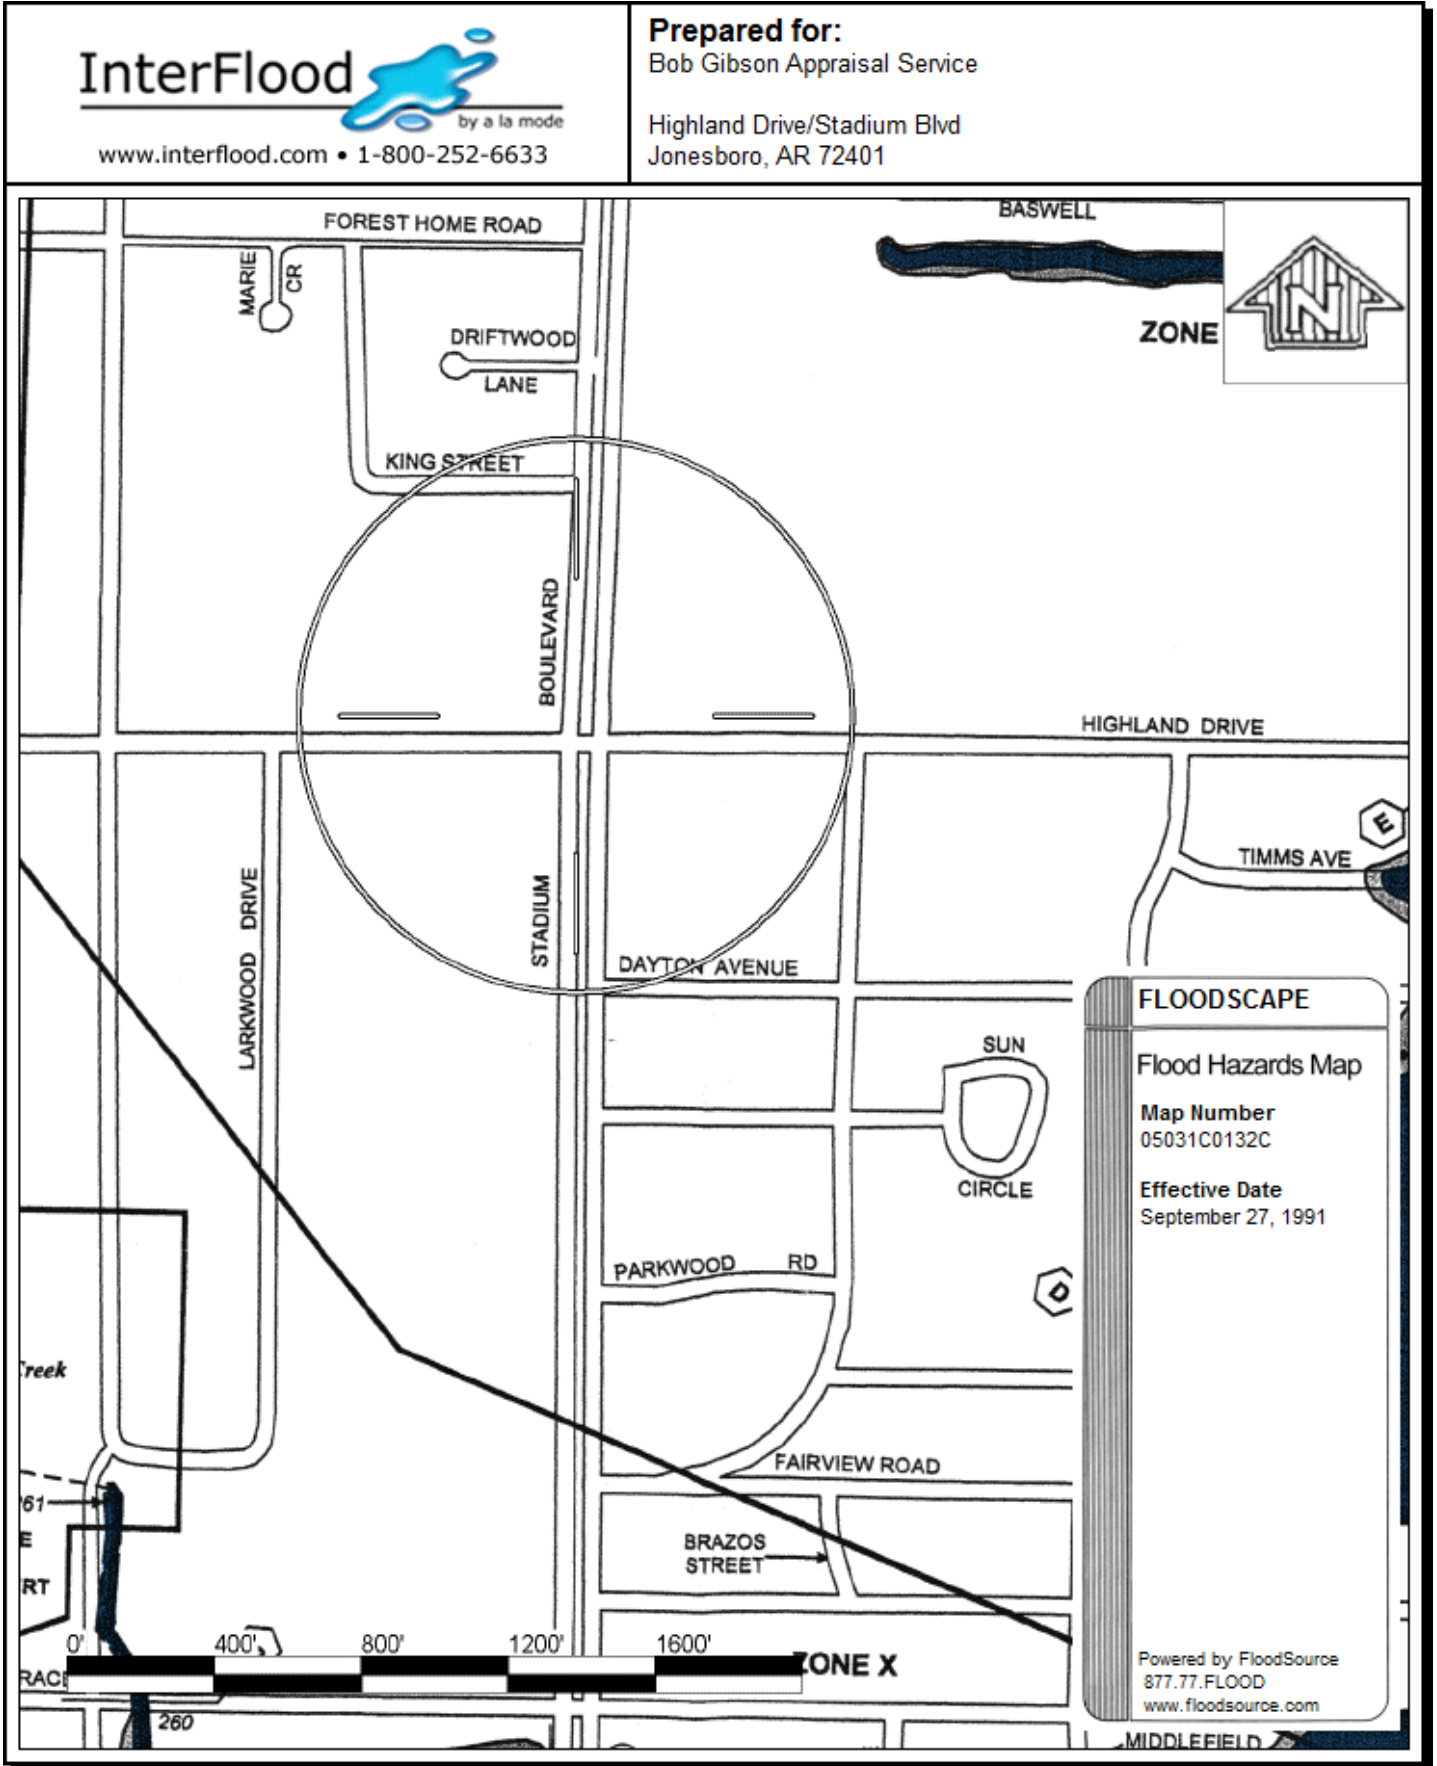 InterFlood
by a la mode
www.interflood.com • 1-800-252-6633
Prepared for:
Bob Gibson Appraisal Service
Highland Drive/Stadium Blvd
Jonesboro, AR 72401
FOREST HOME ROAD
BASWELL
MARIE
CR
N
ZONE
DRIFTWOOD
LANE
KING STREET
BOULEVARD
HIGHLAND DRIVE
E
TIMMS AVE
LARKWOOD DRIVE
STADIUM
DAYTON AVENUE
FLOODSCAPE
Flood Hazards Map
Map Number
05031C0132C
Effective Date
September 27, 1991
SUN
CIRCLE
PARKWOOD RD
D
reek
FAIRVIEW ROAD
61
E
BRAZOS
STREET
RT
0' 400' 800' 1200' 1600'
ZONE X
RACE
260
Powered by FloodSource
877.77.FLOOD
www.floodsource.com
MIDDLEFIELD